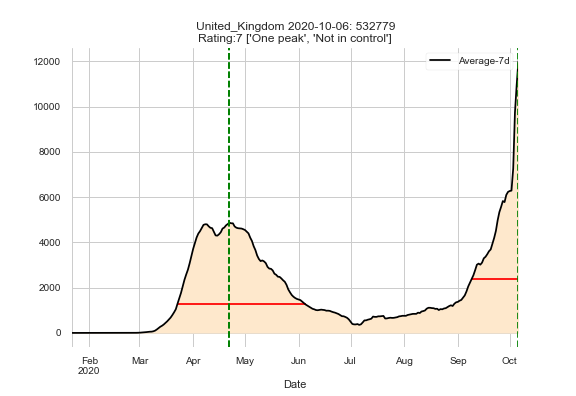 United_Kingdom 2020-10-06: 532779
Rating:7 ['One peak', 'Not in control']
Average-7d
12000
10000
8000
6000
4000
2000
0
Feb Mar Apr May Jun Jul Aug Sep Oct
2020
Date